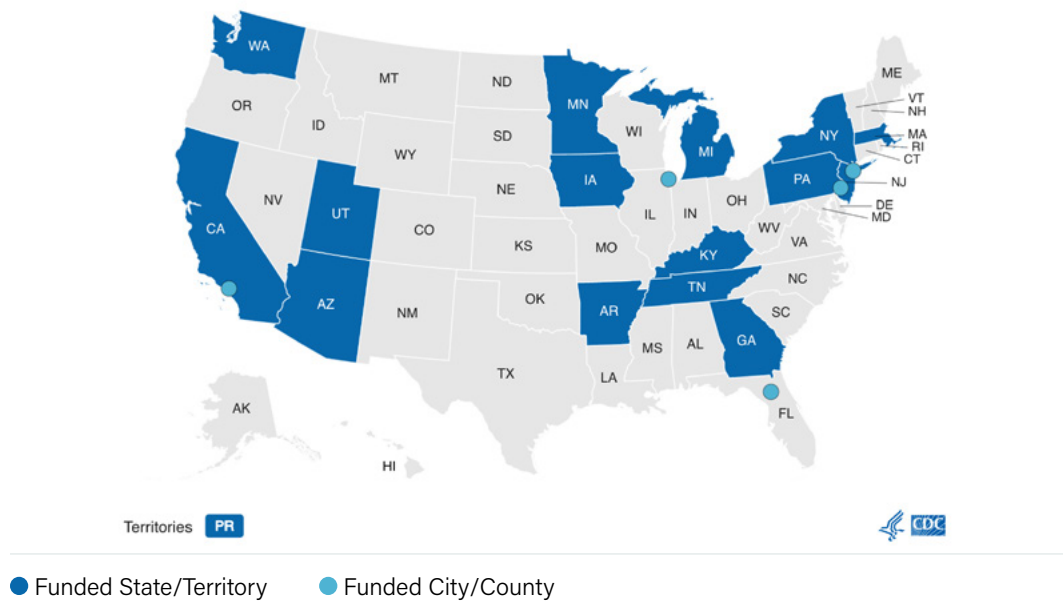 WA
MT
ND
MN
ME
VT
NH
OR
ID
SD
WI
MI
NY
MA
RI
CT
WY
IA
PA
NJ
NE
NV
UT
CO
IL
IN
OH
DE
MD
WV
VA
CA
KS
MO
KY
NC
TN
AZ
NM
OK
AR
SC
MS
AL
GA
TX
LA
FL
AK
HI
Territories PR
CDC
Funded State/Territory Funded City/County